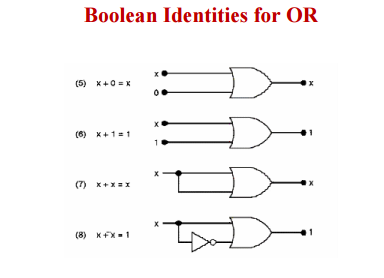 Boolean Identities for OR
(5) x + 0 = x
x
0
x
(6) x + 1 = 1
x
1
1
(7) x + x = x
x
x
(8) x + x̅ = 1
x
1